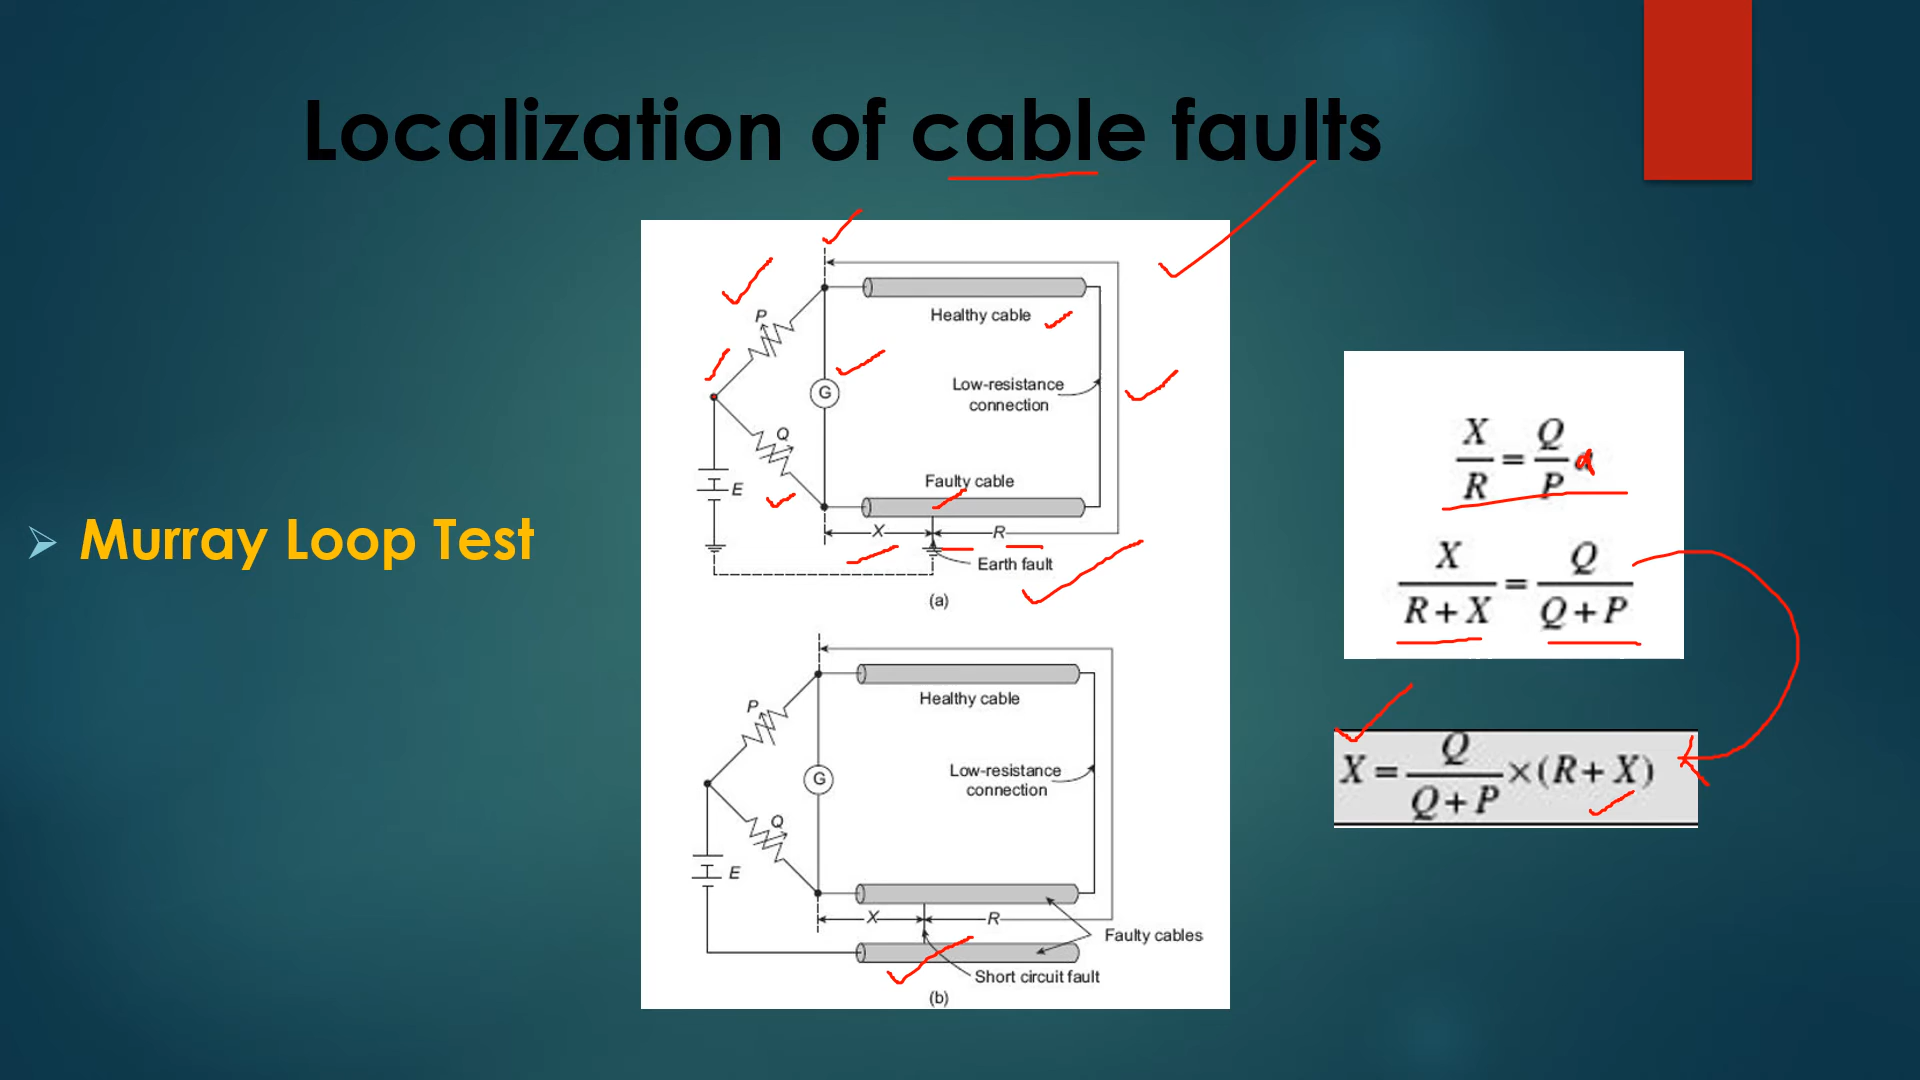 Localization of cable faults
Murray Loop Test
P
Healthy cable
G
Low-resistance
connection
Q
E
Faulty cable
X
R
Earth fault
(a)
P
Healthy cable
G
Low-resistance
connection
Q
E
X
R
Faulty cables
Short circuit fault
(b)
X/R = Q/P
X/(R + X) = Q/(Q + P)
X = Q/(Q + P) × (R + X)